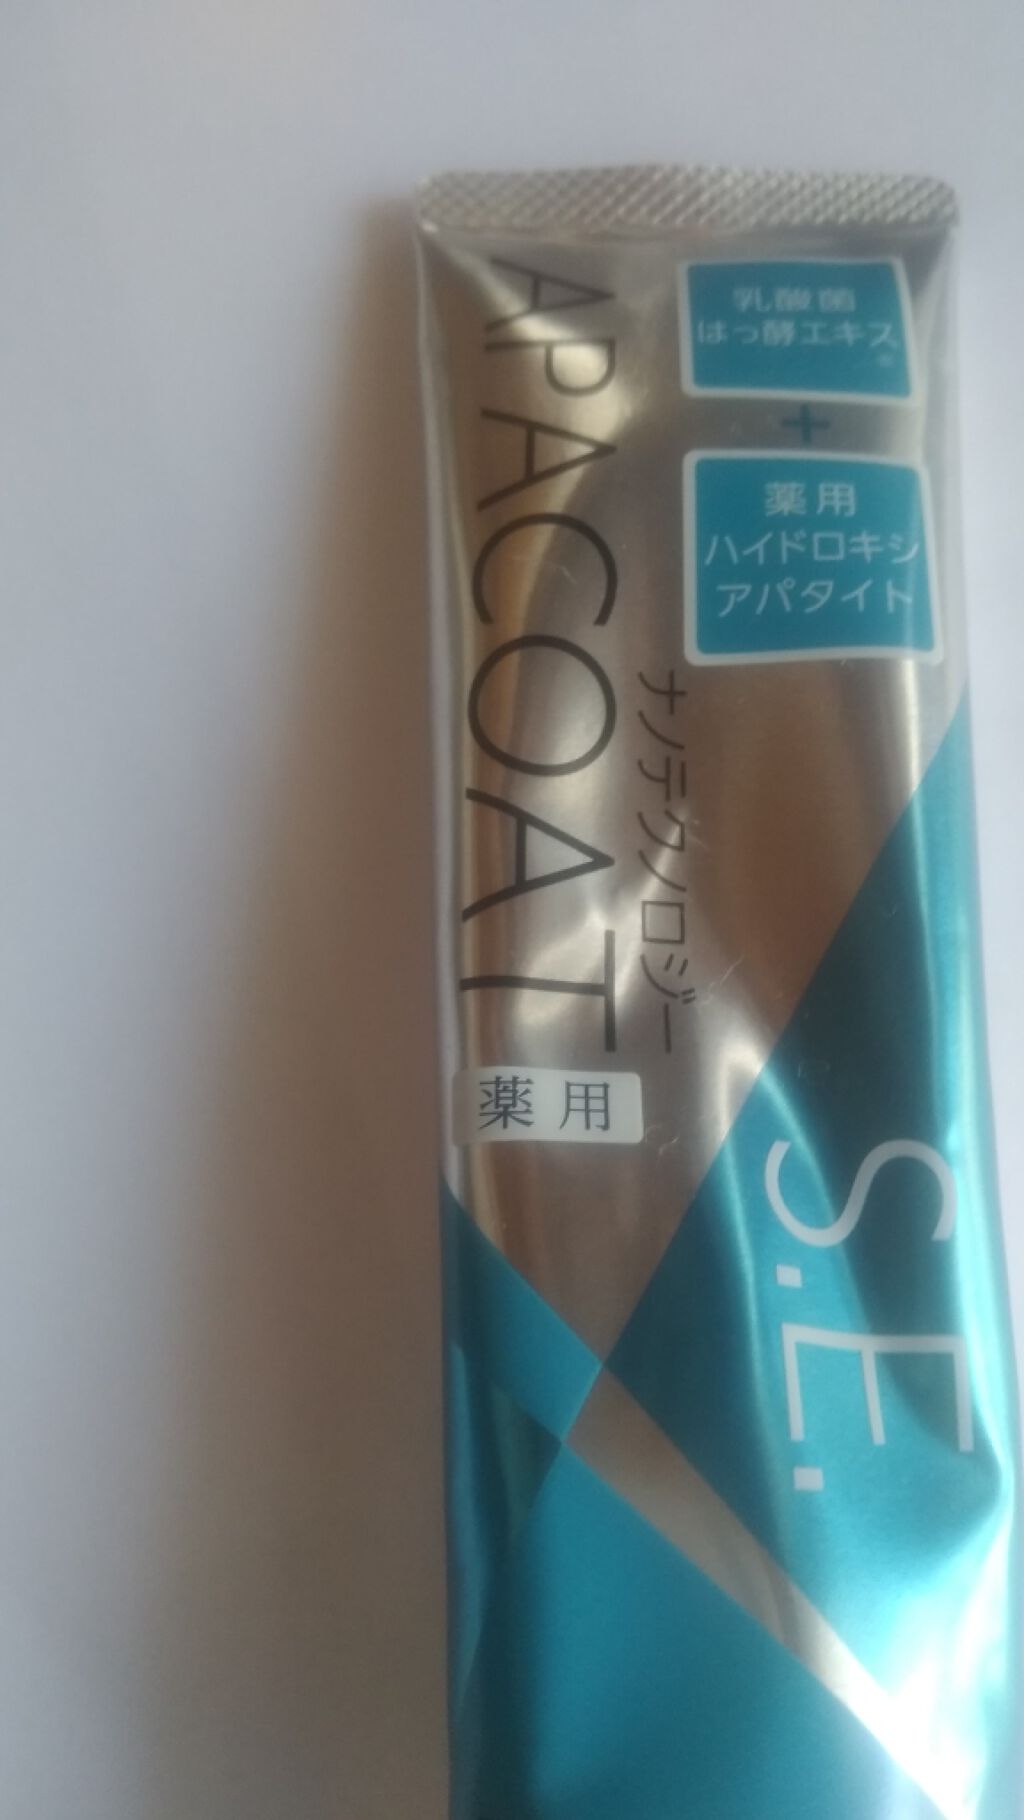 乳酸菌
はっ酵エキス※
+
薬用
ハイドロキシ
アパタイト
ナノテクノロジー
APACOAT
薬用
S.E.